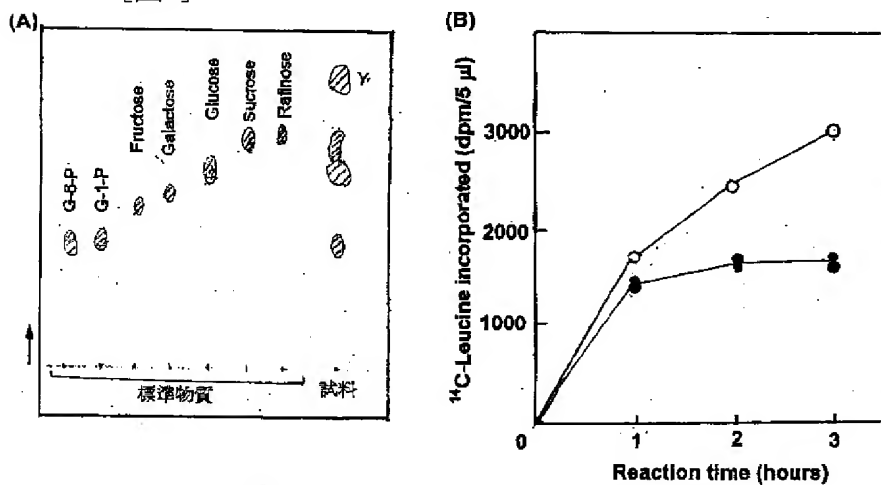 (A)
G-6-P
G-1-P
Fructose
Galactose
Glucose
Sucrose
Rafinose
γ
標準物質
試料
(B)
¹⁴C-Leucine incorporated (dpm/5 μl)
3000
2000
1000
0
1
2
3
Reaction time (hours)